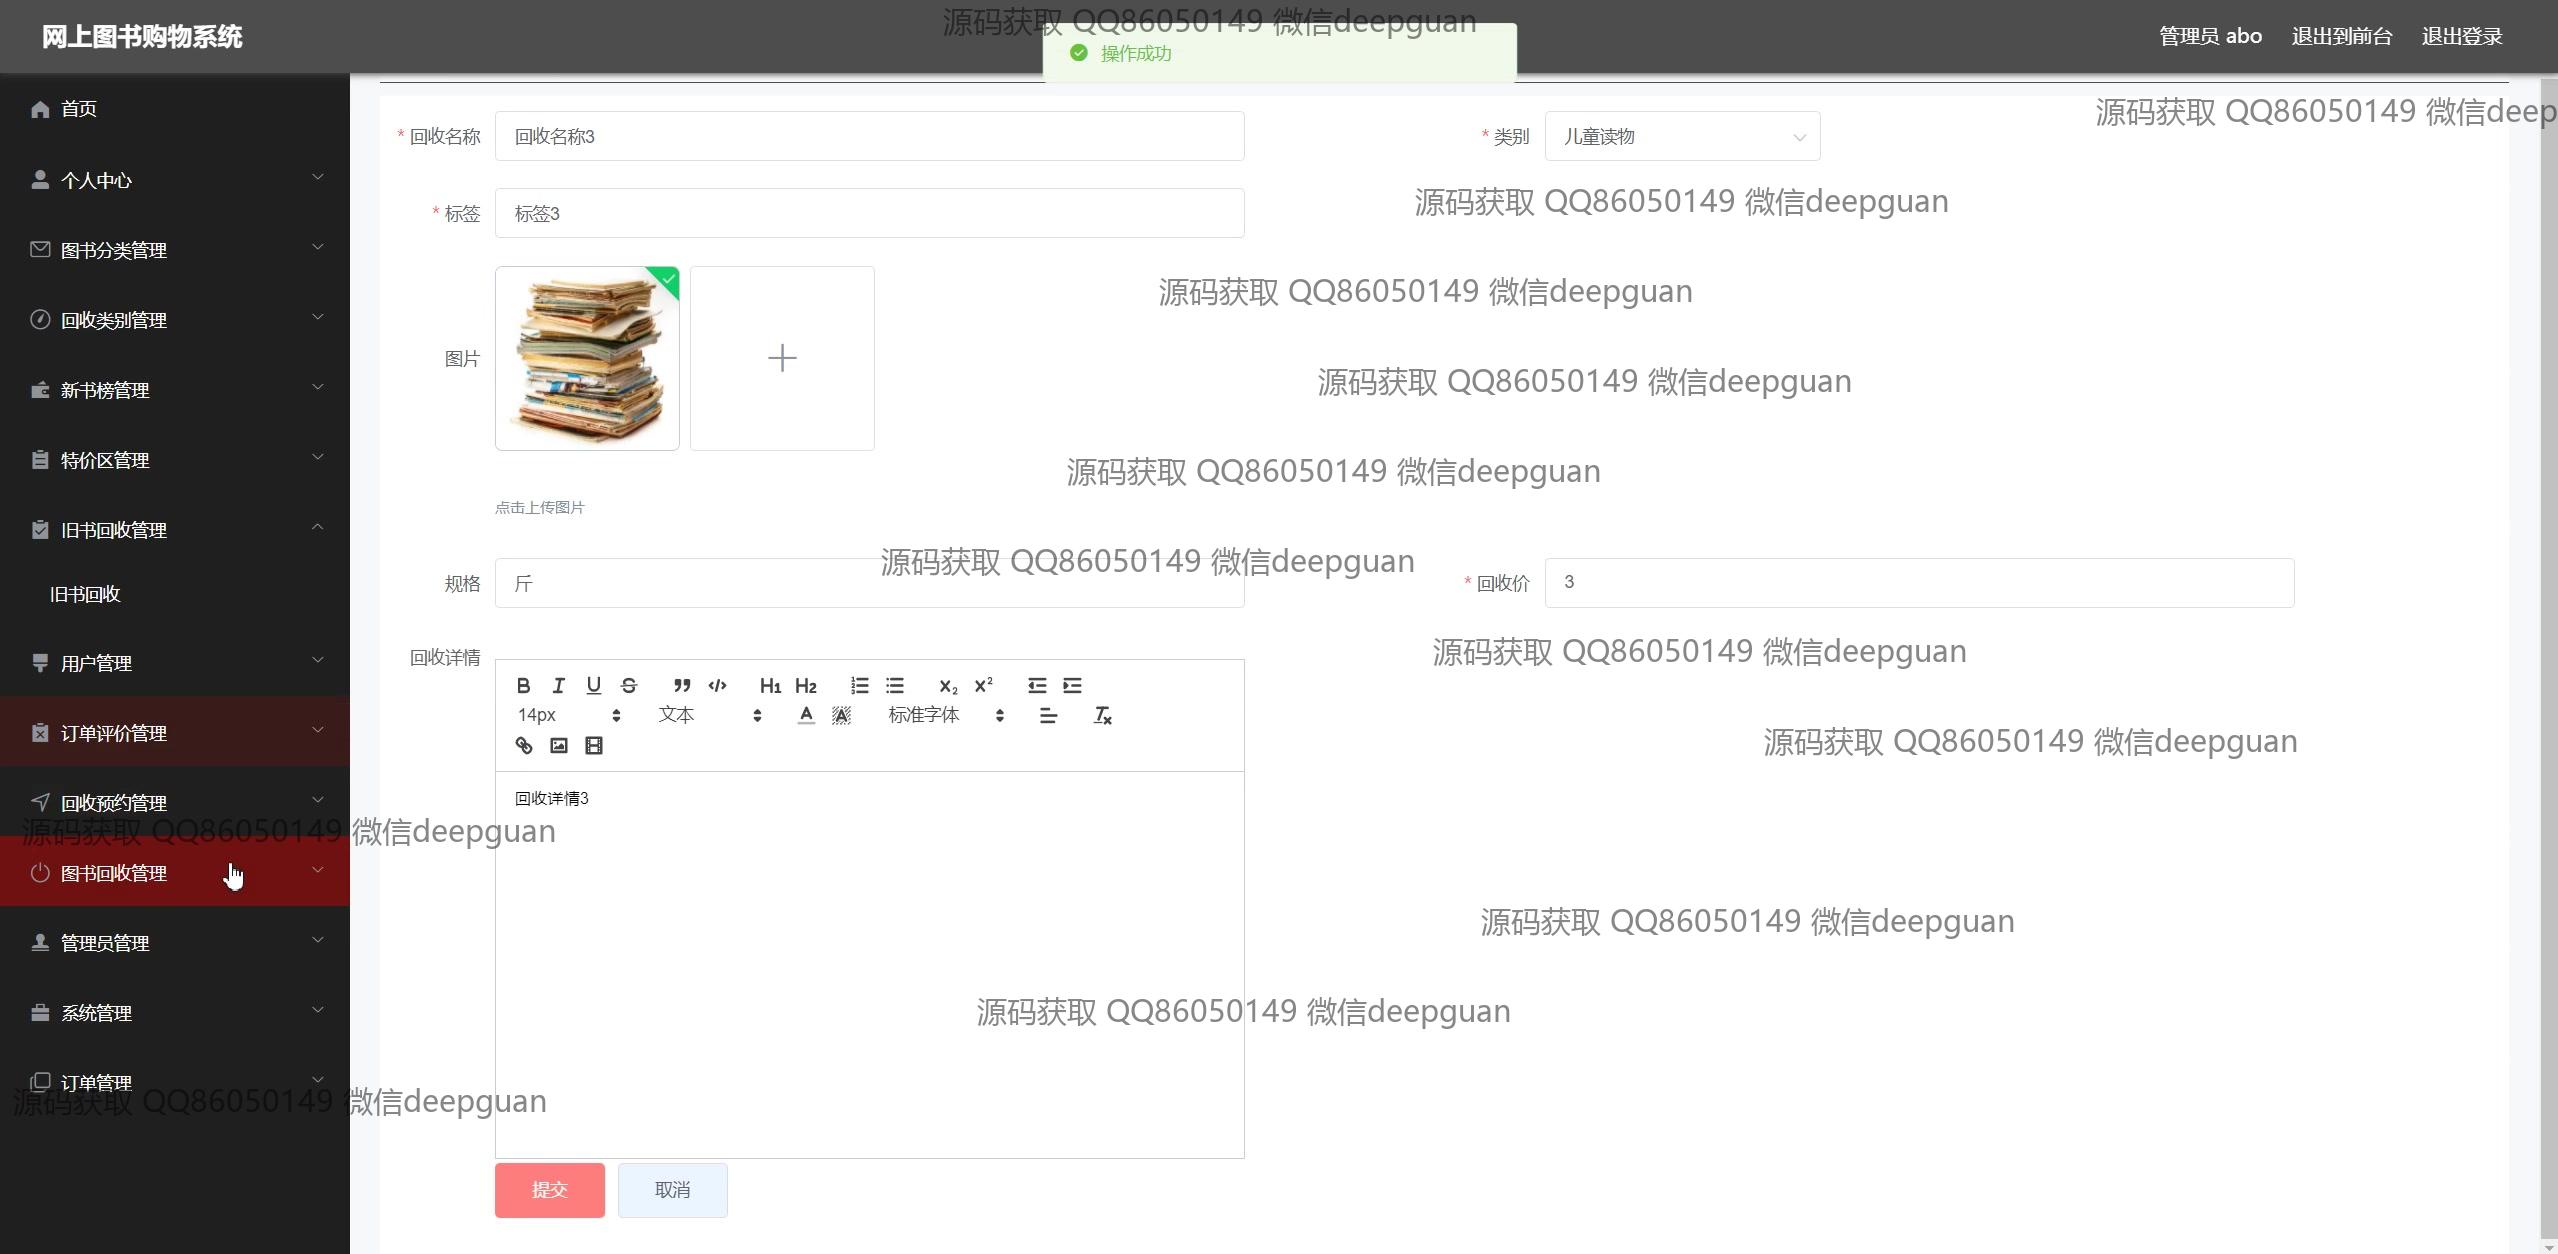 网上图书购物系统
源码获取 QQ86050149 微信deepguan
操作成功
管理员 abo
退出到前台
退出登录
首页
个人中心
图书分类管理
回收类别管理
新书榜管理
特价区管理
旧书回收管理
旧书回收
用户管理
订单评价管理
回收预约管理
图书回收管理
管理员管理
系统管理
订单管理
* 回收名称 回收名称3
* 类别 儿童读物
源码获取 QQ86050149 微信deep
* 标签 标签3
源码获取 QQ86050149 微信deepguan
源码获取 QQ86050149 微信deepguan
图片
源码获取 QQ86050149 微信deepguan
源码获取 QQ86050149 微信deepguan
点击上传图片
源码获取 QQ86050149 微信deepguan
规格 斤
* 回收价 3
源码获取 QQ86050149 微信deepguan
回收详情
B I U S H1 H2 X2 X2
14px 文本 A A 标准字体 Tx
源码获取 QQ86050149 微信deepguan
回收详情3
源码获取 QQ86050149 微信deepguan
源码获取 QQ86050149 微信deepguan
源码获取 QQ86050149 微信deepguan
源码获取 QQ86050149 微信deepguan
提交 取消